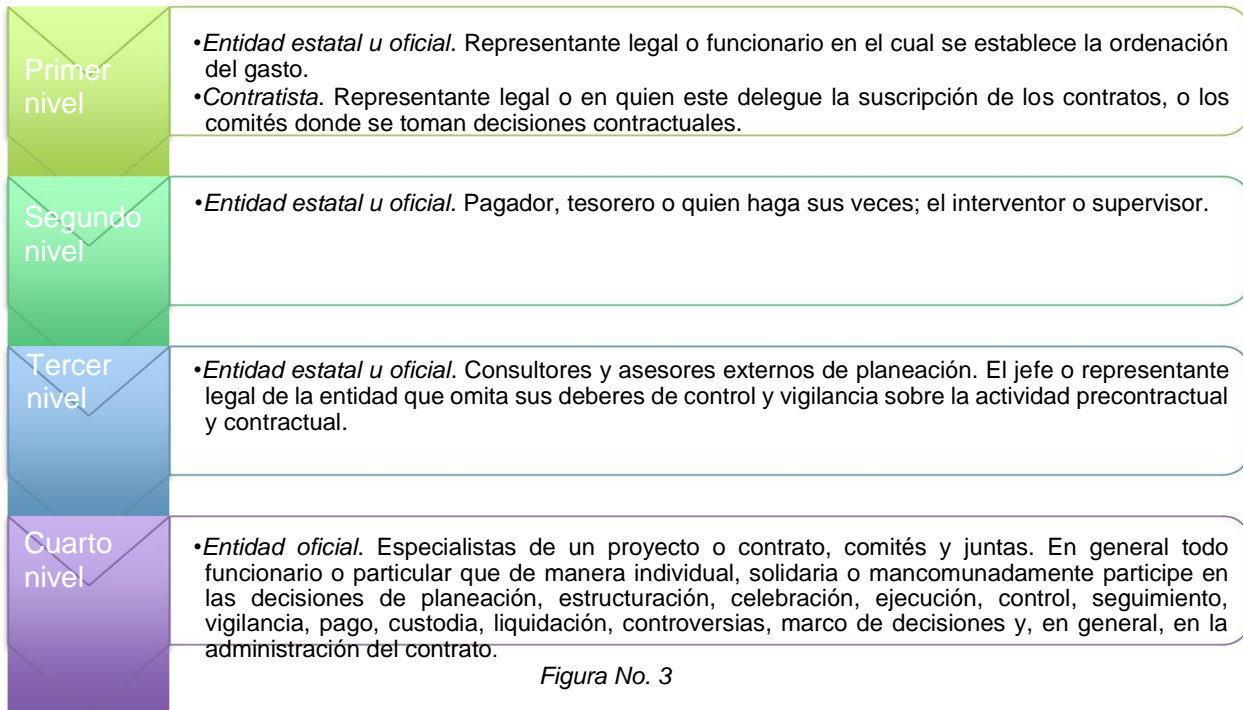 Primer
nivel
•Entidad estatal u oficial. Representante legal o funcionario en el cual se establece la ordenación
del gasto.
•Contratista. Representante legal o en quien este delegue la suscripción de los contratos, o los
comités donde se toman decisiones contractuales.
Segundo
nivel
•Entidad estatal u oficial. Pagador, tesorero o quien haga sus veces; el interventor o supervisor.
Tercer
nivel
•Entidad estatal u oficial. Consultores y asesores externos de planeación. El jefe o representante
legal de la entidad que omita sus deberes de control y vigilancia sobre la actividad precontractual
y contractual.
Cuarto
nivel
•Entidad oficial. Especialistas de un proyecto o contrato, comités y juntas. En general todo
funcionario o particular que de manera individual, solidaria o mancomunadamente participe en
las decisiones de planeación, estructuración, celebración, ejecución, control, seguimiento,
vigilancia, pago, custodia, liquidación, controversias, marco de decisiones y, en general, en la
administración del contrato.
Figura No. 3